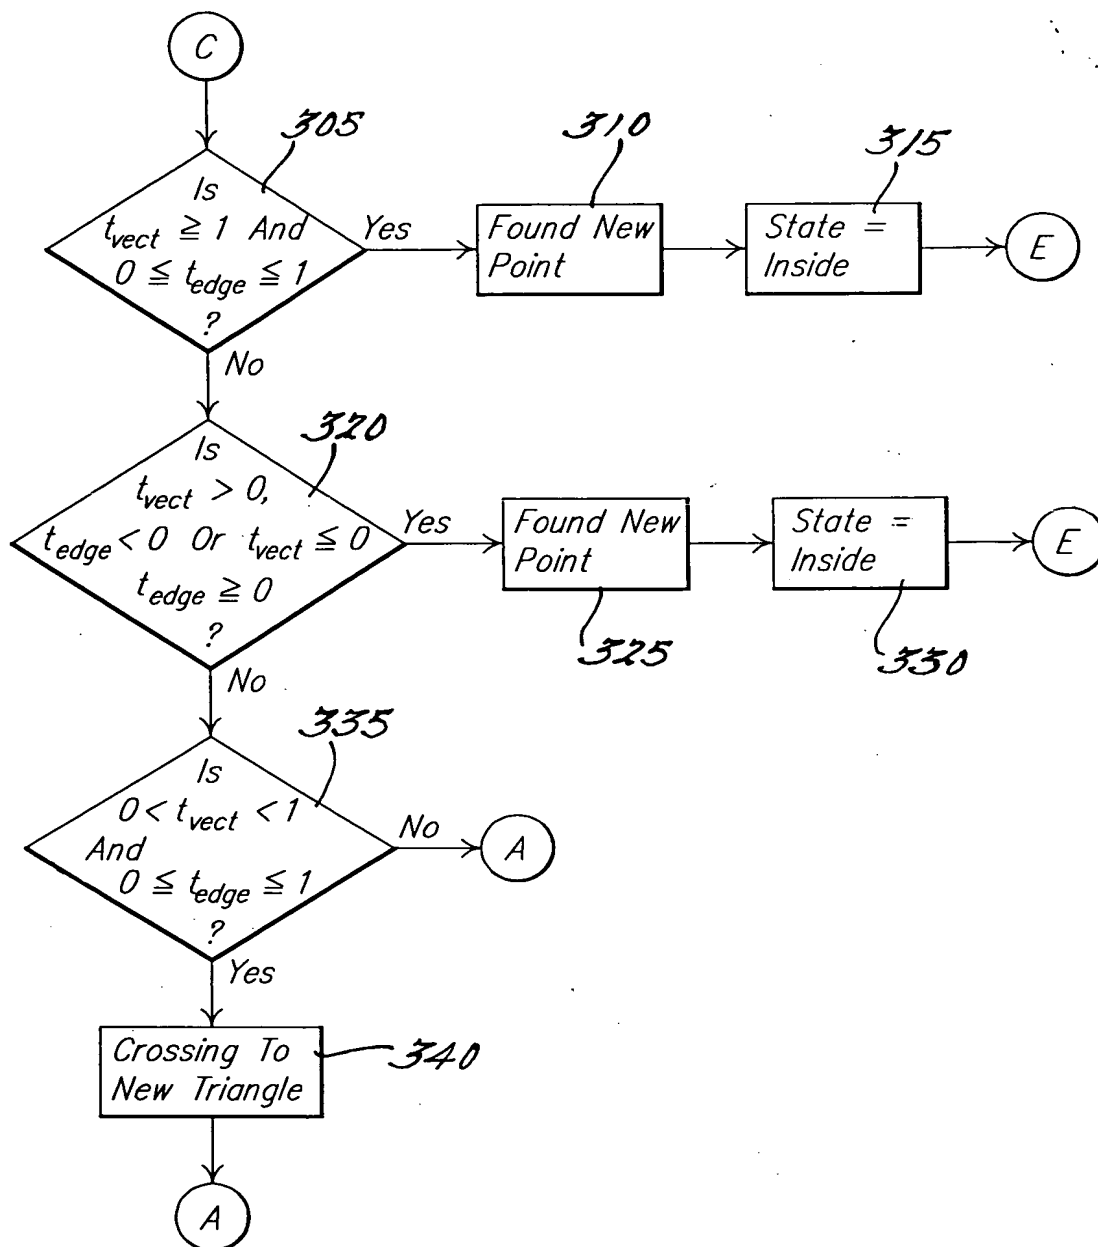 C
305
Is
t_vect ≧ 1 And
0 ≦ t_edge ≦ 1
?
Yes
310
Found New
Point
315
State =
Inside
E
No
320
Is
t_vect > 0,
t_edge < 0 Or t_vect ≦ 0
t_edge ≧ 0
?
Yes
Found New
Point
325
State =
Inside
330
E
No
335
Is
0 < t_vect < 1
And
0 ≦ t_edge ≦ 1
?
No
A
Yes
Crossing To
New Triangle
340
A